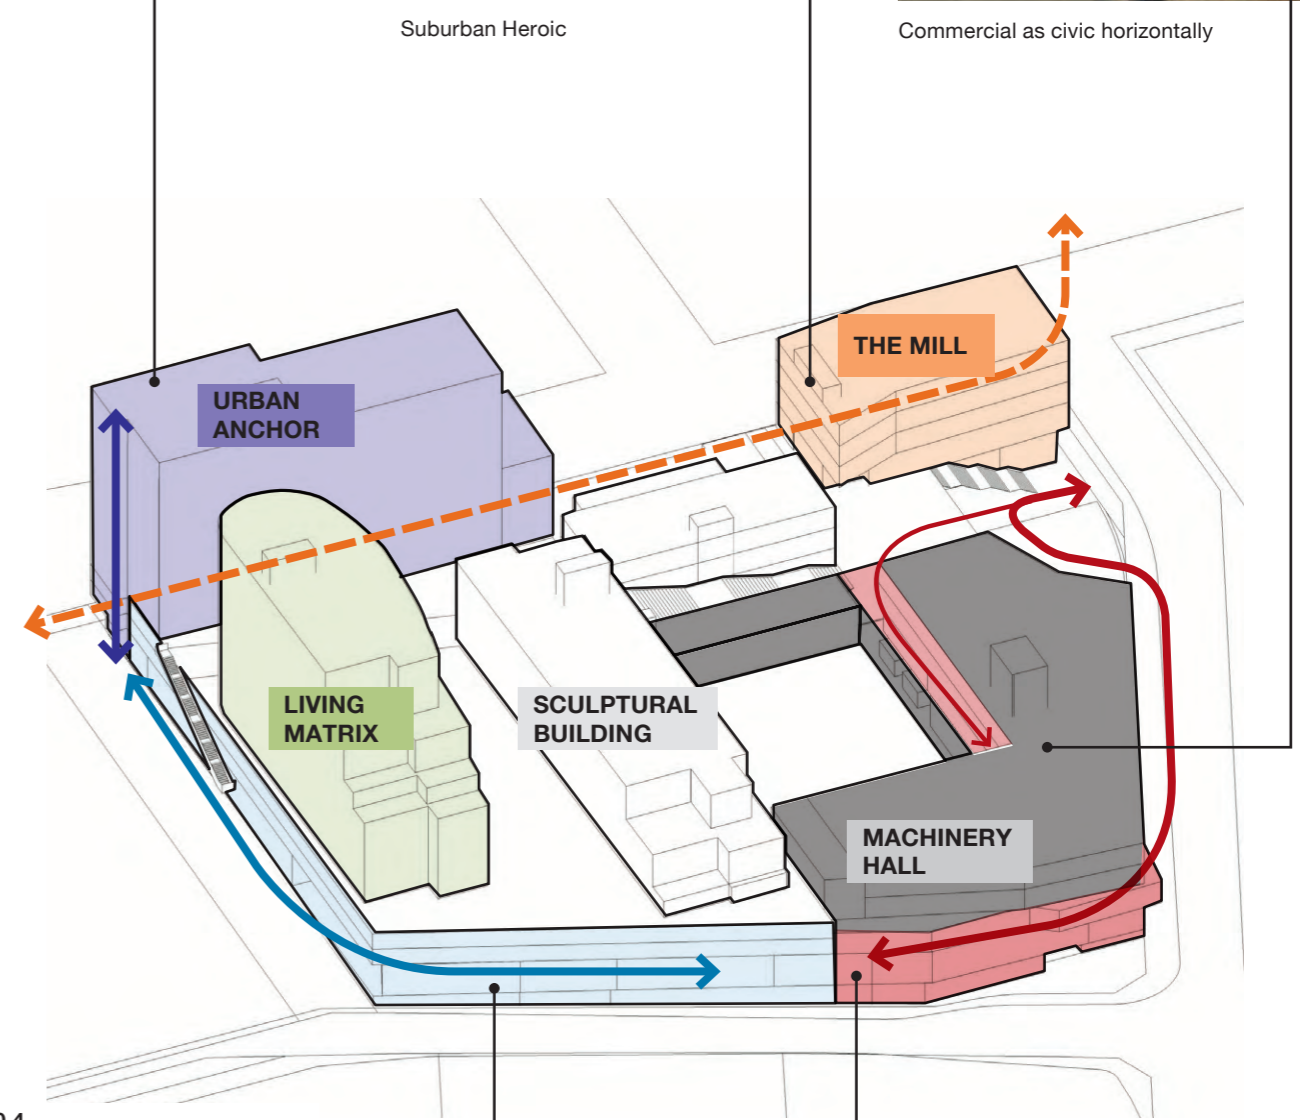 Suburban Heroic
Commercial as civic horizontally
THE MILL
URBAN
ANCHOR
LIVING
MATRIX
SCULPTURAL
BUILDING
MACHINERY
HALL